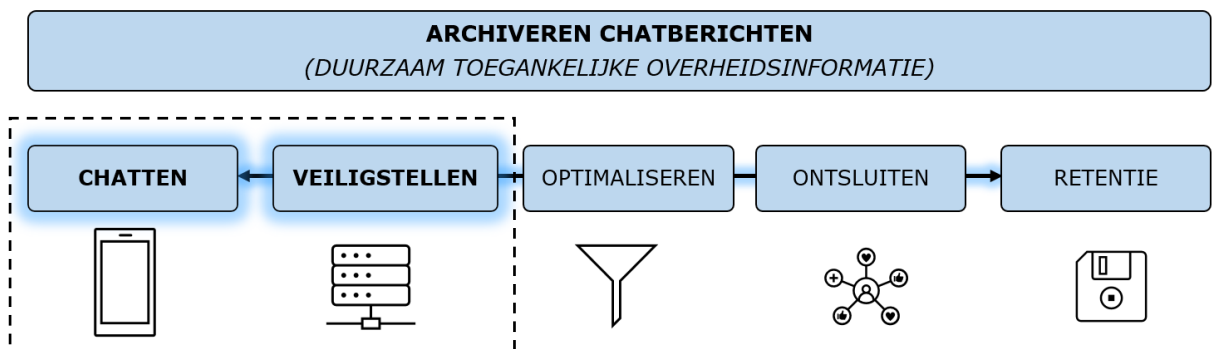 ARCHIVEREN CHATBERICHTEN
(DUURZAAM TOEGANKELIJKE OVERHEIDSINFORMATIE)
CHATTEN
VEILIGSTELLEN
OPTIMALISEREN
ONTSLUITEN
RETENTIE